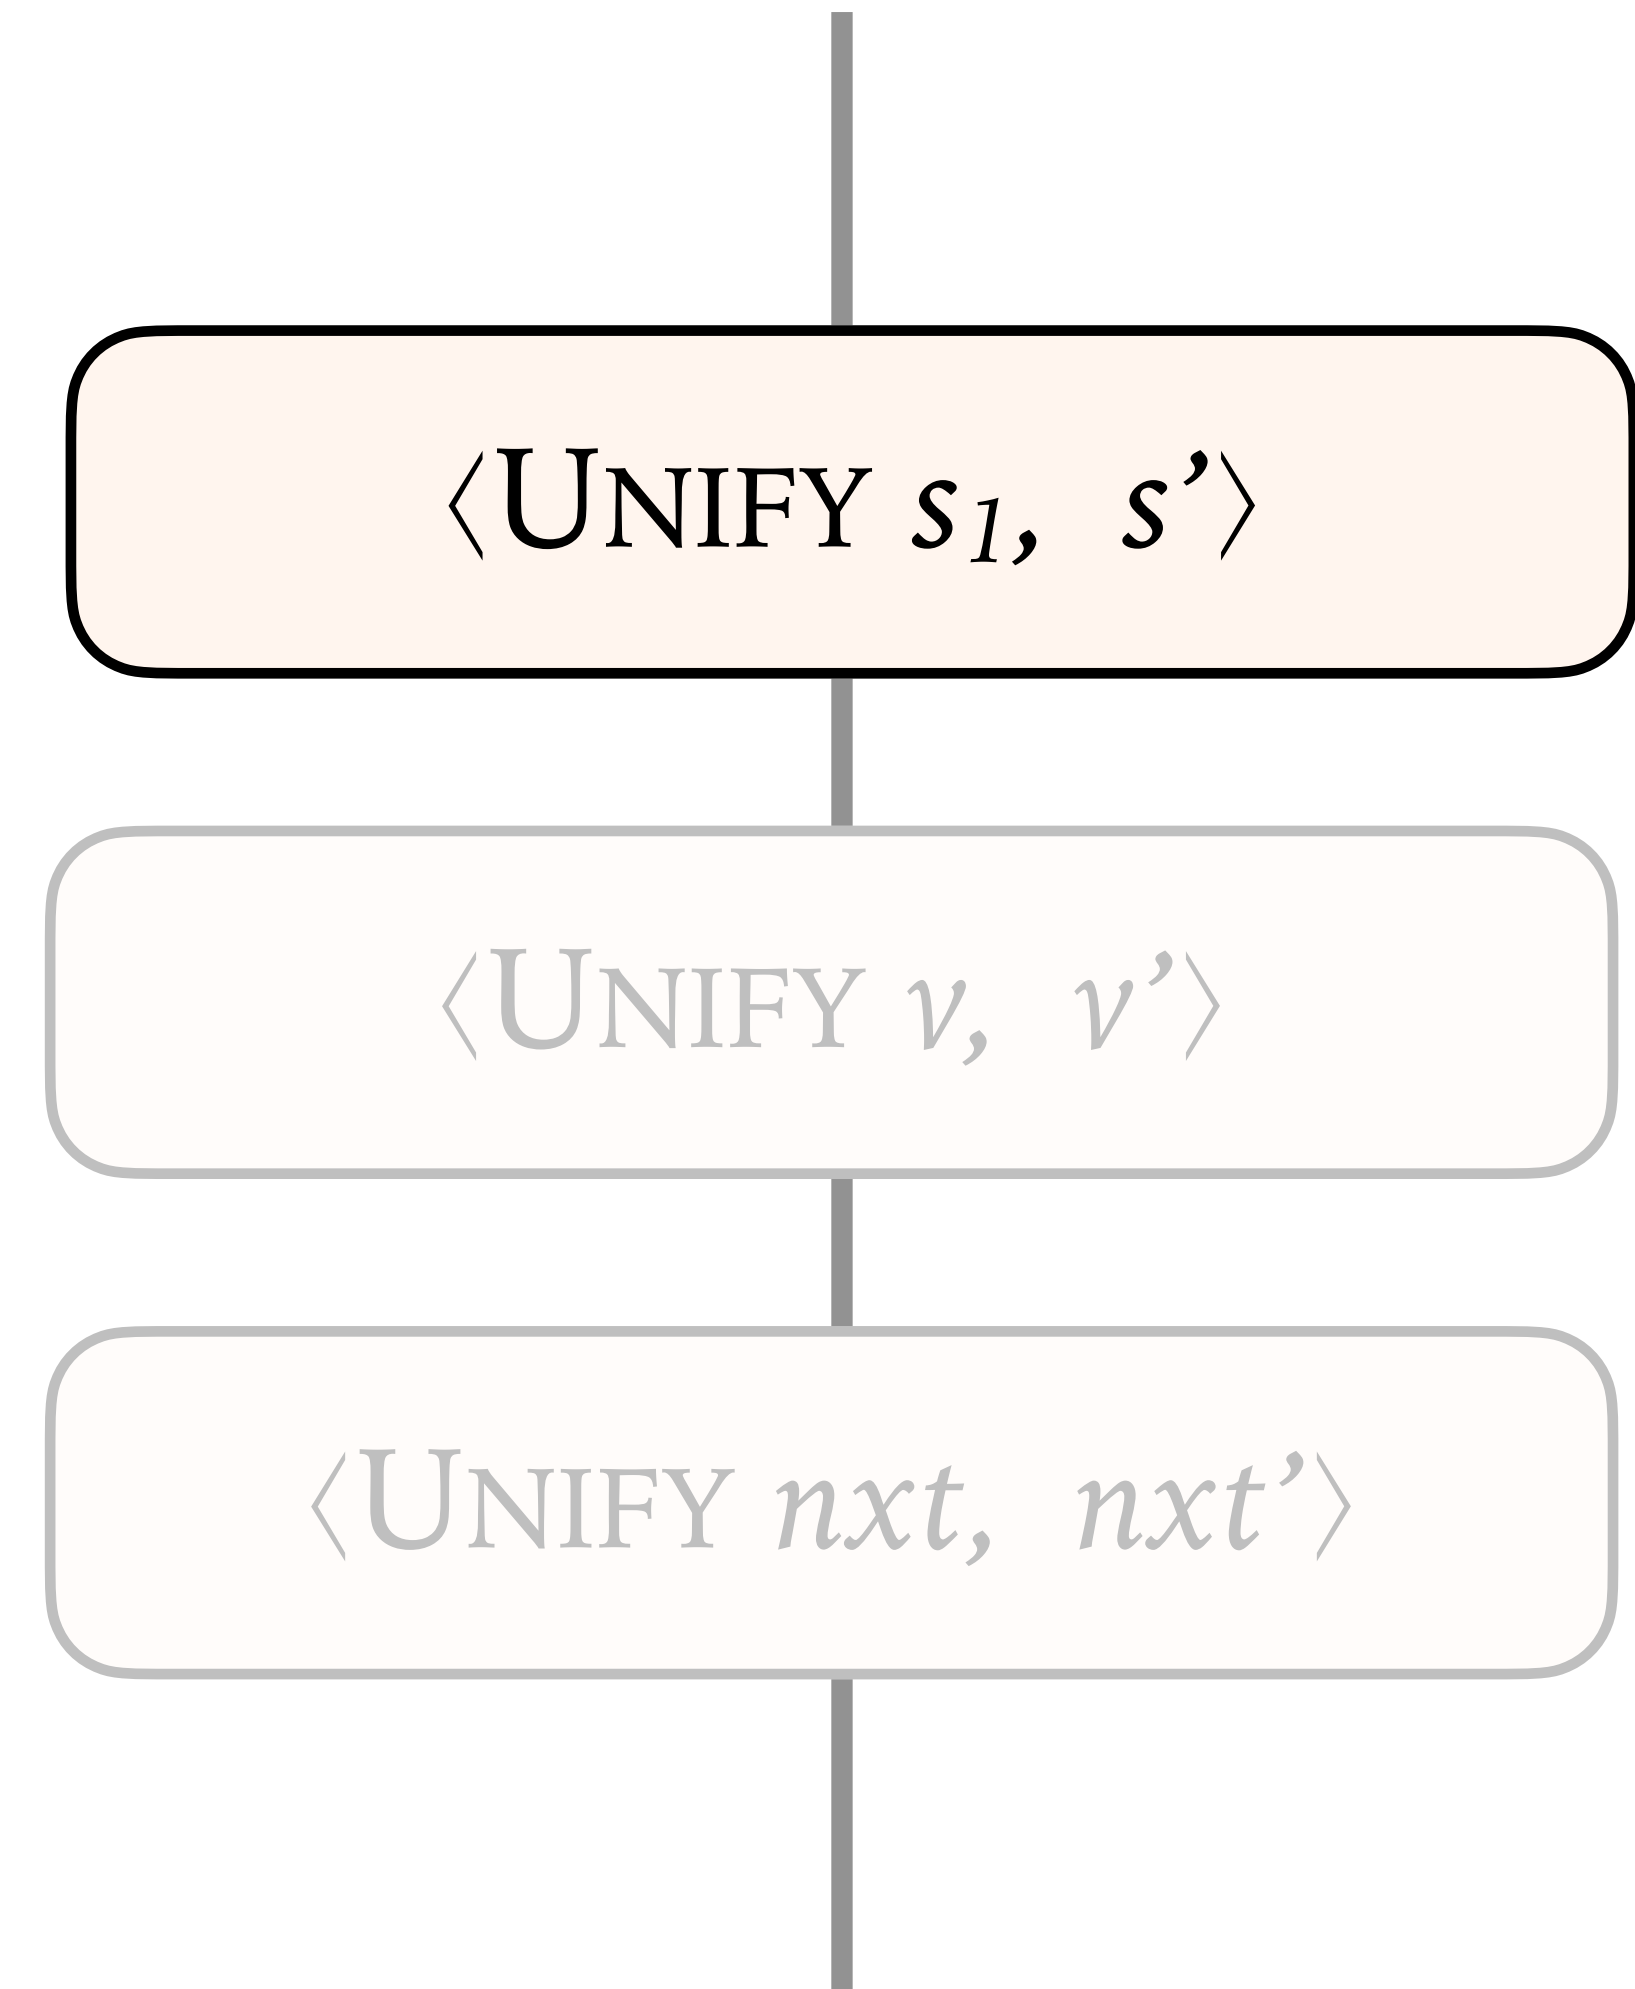 ⟨UNIFY s₁, s’⟩
⟨UNIFY v, v’⟩
⟨UNIFY nxt, nxt’⟩